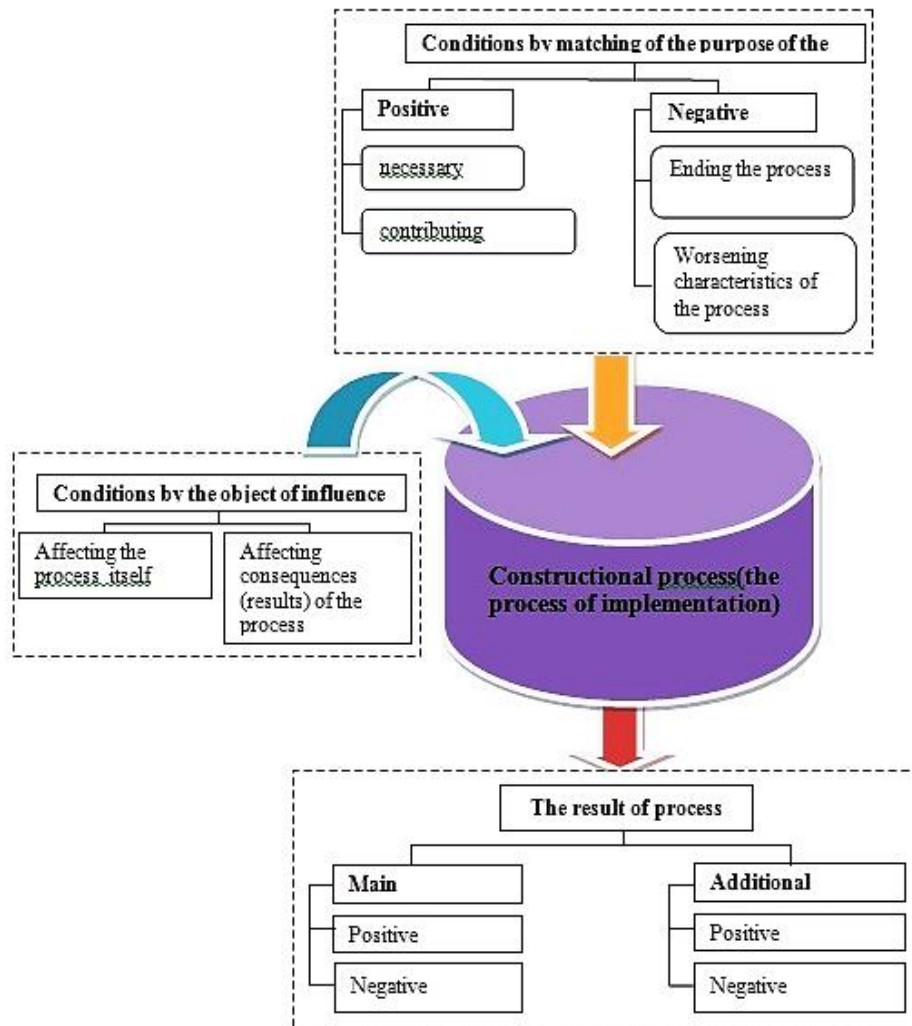 Conditions by matching of the purpose of the
Positive
necessary
contributing
Negative
Ending the process
Worsening
characteristics of
the process
Conditions by the object of influence
Affecting the
process itself
Affecting
consequences
(results) of the
process
Constructional process(the
process of implementation)
The result of process
Main
Positive
Negative
Additional
Positive
Negative